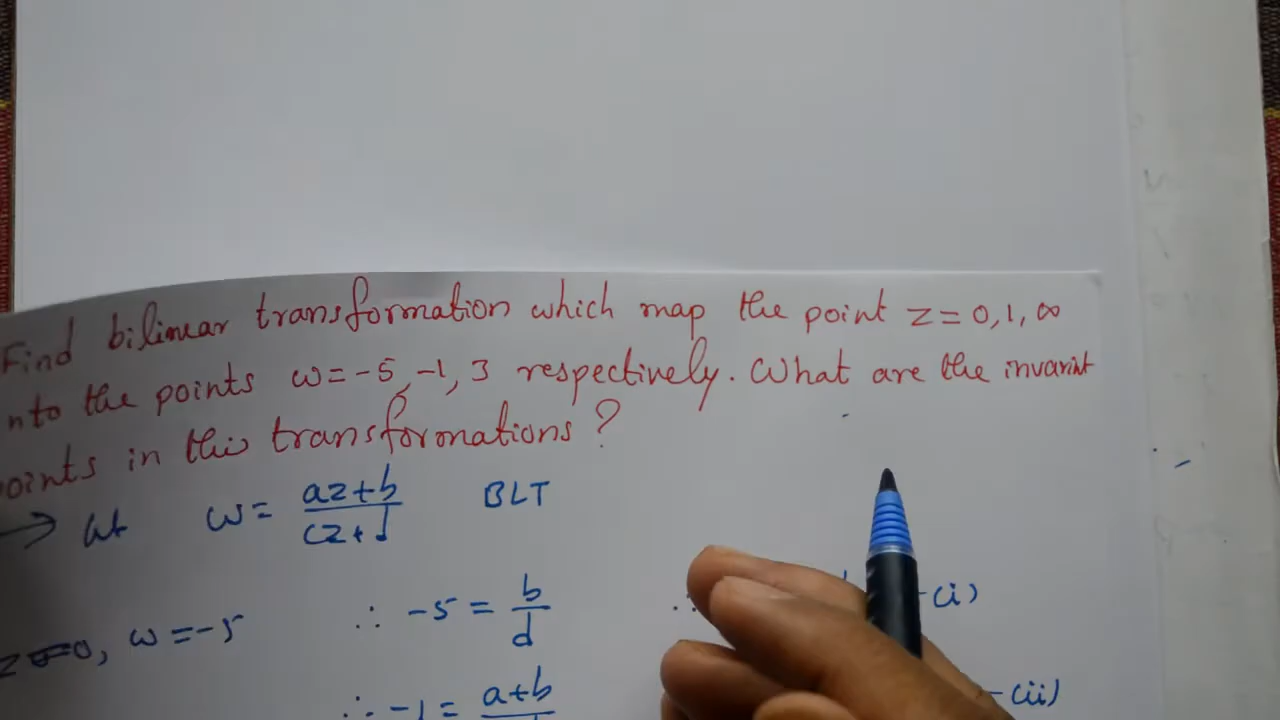 Find bilinear transformation which map the point z = 0, 1, ∞
nto the points w = -5, -1, 3 respectively. What are the invarint
oints in this transformations ?
→ let w = az+b / cz+d BLT
z=0, w = -5 ∴ -5 = b/d ∴ -(i)
∴ -1 = a+b -(ii)